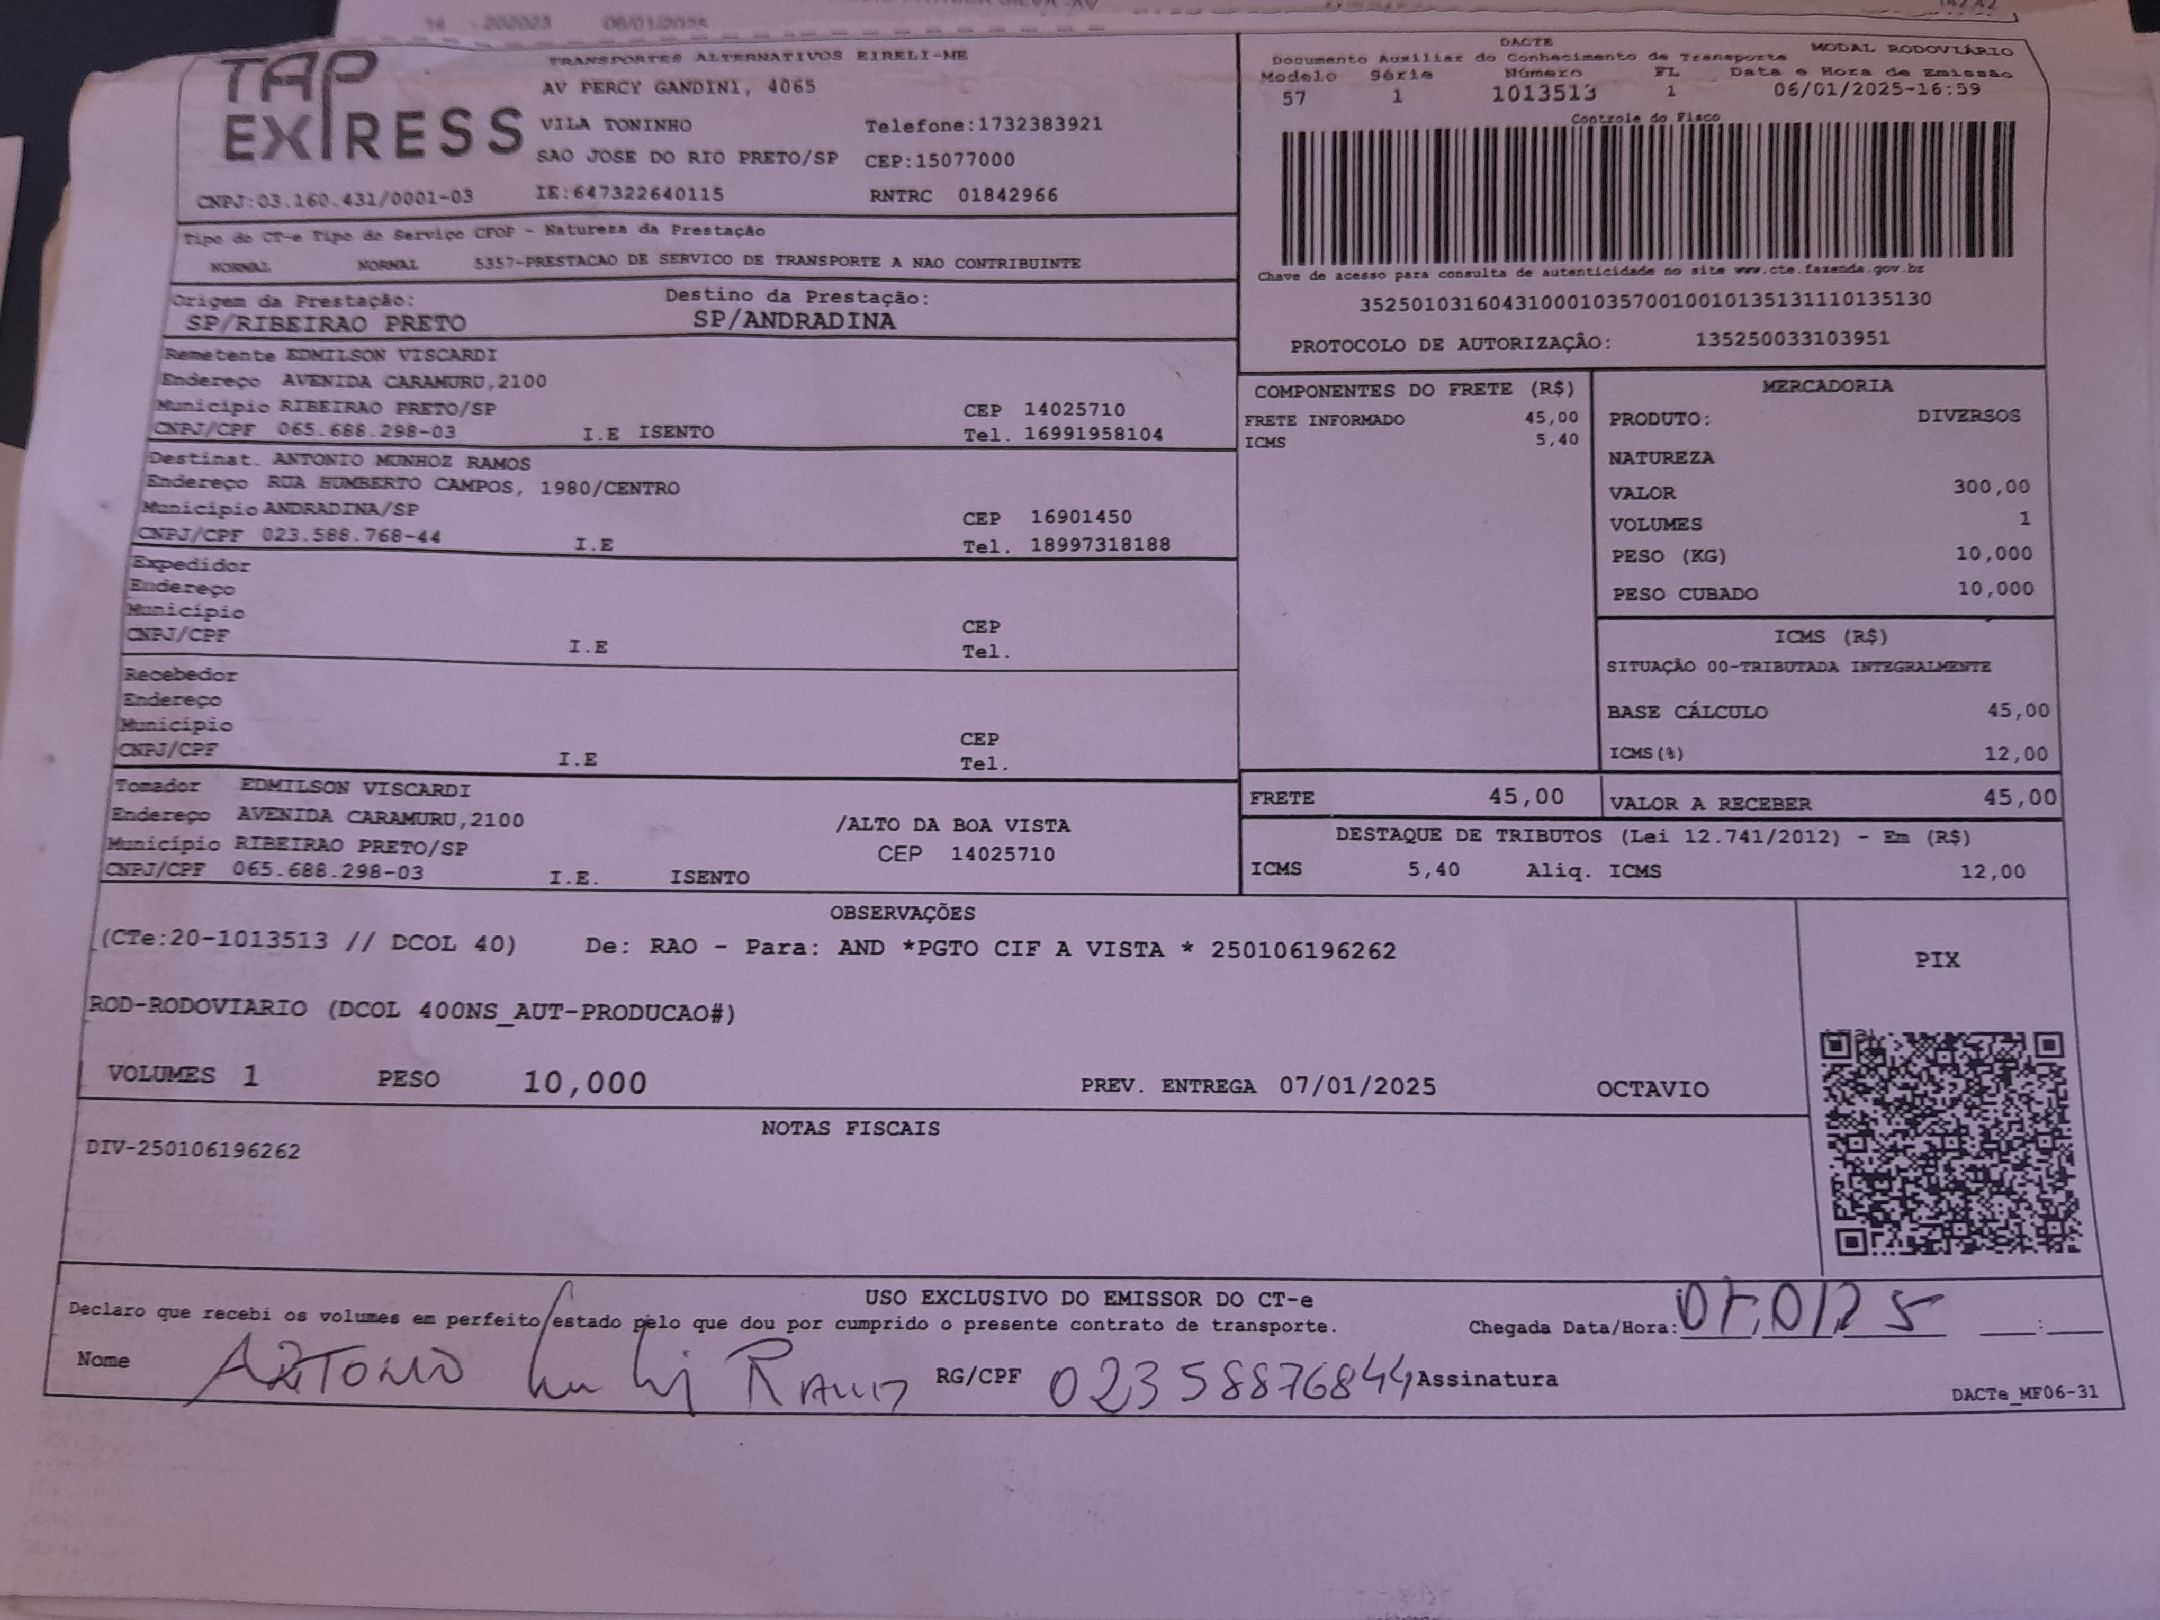 06/01/2025
TAP EXPRESS
TRANSPORTES ALTERNATIVOS EIRELI-ME
AV PERCY GANDINI, 4065
VILA TONINHO Telefone:1732383921
SAO JOSE DO RIO PRETO/SP CEP:15077000
CNPJ:03.160.431/0001-03 IE:647322640115 RNTRC 01842966
DACTE
Documento Auxiliar do Conhecimento de Transporte MODAL RODOVIÁRIO
Modelo Série Número FL Data e Hora de Emissão
57 1 1013513 1 06/01/2025-16:59
Controle do Fisco
Chave de acesso para consulta de autenticidade no site www.cte.fazenda.gov.br
35250103160431000103570010010135131110135130
PROTOCOLO DE AUTORIZAÇÃO: 135250033103951
Tipo do CT-e Tipo do Serviço CFOP - Natureza da Prestação
NORMAL NORMAL 5357-PRESTACAO DE SERVICO DE TRANSPORTE A NAO CONTRIBUINTE
Origem da Prestação: Destino da Prestação:
SP/RIBEIRAO PRETO SP/ANDRADINA
Remetente EDMILSON VISCARDI
Endereço AVENIDA CARAMURU,2100
Município RIBEIRAO PRETO/SP CEP 14025710
CNPJ/CPF 065.688.298-03 I.E ISENTO Tel. 16991958104
Destinat. ANTONIO MUNHOZ RAMOS
Endereço RUA HUMBERTO CAMPOS, 1980/CENTRO
Município ANDRADINA/SP CEP 16901450
CNPJ/CPF 023.588.768-44 I.E Tel. 18997318188
Expedidor
Endereço
Município CEP
CNPJ/CPF I.E Tel.
Recebedor
Endereço
Município CEP
CNPJ/CPF I.E Tel.
Tomador EDMILSON VISCARDI
Endereço AVENIDA CARAMURU,2100 /ALTO DA BOA VISTA
Município RIBEIRAO PRETO/SP CEP 14025710
CNPJ/CPF 065.688.298-03 I.E. ISENTO
COMPONENTES DO FRETE (R$)
FRETE INFORMADO 45,00
ICMS 5,40
MERCADORIA
PRODUTO: DIVERSOS
NATUREZA
VALOR 300,00
VOLUMES 1
PESO (KG) 10,000
PESO CUBADO 10,000
ICMS (R$)
SITUAÇÃO 00-TRIBUTADA INTEGRALMENTE
BASE CÁLCULO 45,00
ICMS(%) 12,00
FRETE 45,00 VALOR A RECEBER 45,00
DESTAQUE DE TRIBUTOS (Lei 12.741/2012) - Em (R$)
ICMS 5,40 Aliq. ICMS 12,00
OBSERVAÇÕES
(CTe:20-1013513 // DCOL 40) De: RAO - Para: AND *PGTO CIF A VISTA * 250106196262
ROD-RODOVIARIO (DCOL 400NS_AUT-PRODUCAO#)
VOLUMES 1 PESO 10,000 PREV. ENTREGA 07/01/2025 OCTAVIO
PIX
NOTAS FISCAIS
DIV-250106196262
USO EXCLUSIVO DO EMISSOR DO CT-e
Declaro que recebi os volumes em perfeito estado pelo que dou por cumprido o presente contrato de transporte.
Chegada Data/Hora: 07,01,25 :
Nome ANTONIO RAMOS RG/CPF 02358876844 Assinatura
DACTe_MF06-31